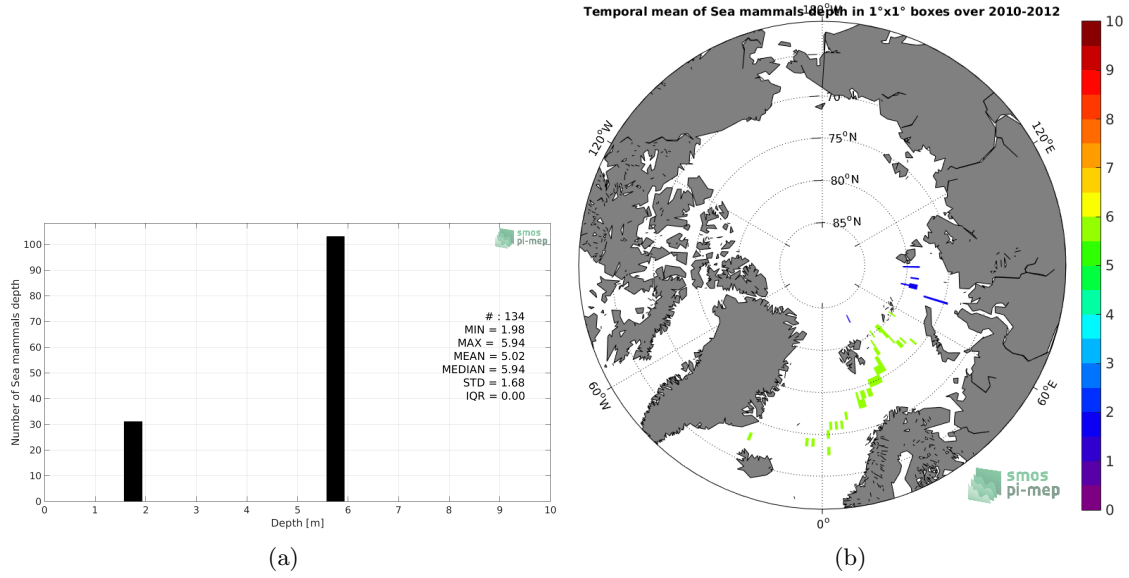 Number of Sea mammals depth
100
90
80
70
60
50
40
30
20
10
0
0 1 2 3 4 5 6 7 8 9 10
Depth [m]
smos
pi-mep
# : 134
MIN = 1.98
MAX = 5.94
MEAN = 5.02
MEDIAN = 5.94
STD = 1.68
IQR = 0.00
(a)
Temporal mean of Sea mammals depth in 1°x1° boxes over 2010-2012
180°W
120°W
120°E
60°W
60°E
0°
70
75°N
80°N
85°N
smos
pi-mep
10
9
8
7
6
5
4
3
2
1
0
(b)